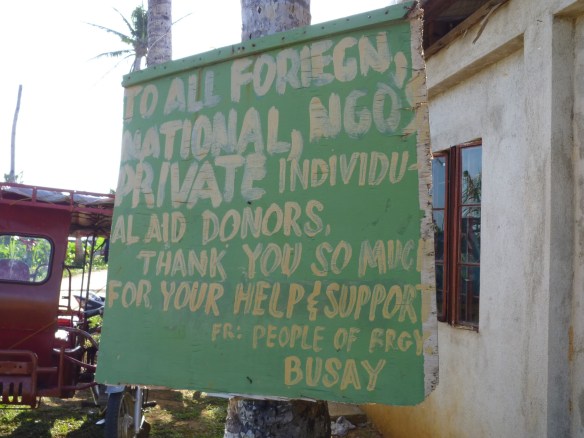 TO ALL FORIEGN,
NATIONAL, NGO'S
PRIVATE INDIVIDU-
AL AID DONORS,
THANK YOU SO MUCH
FOR YOUR HELP & SUPPORT
FR: PEOPLE OF BRGY
BUSAY